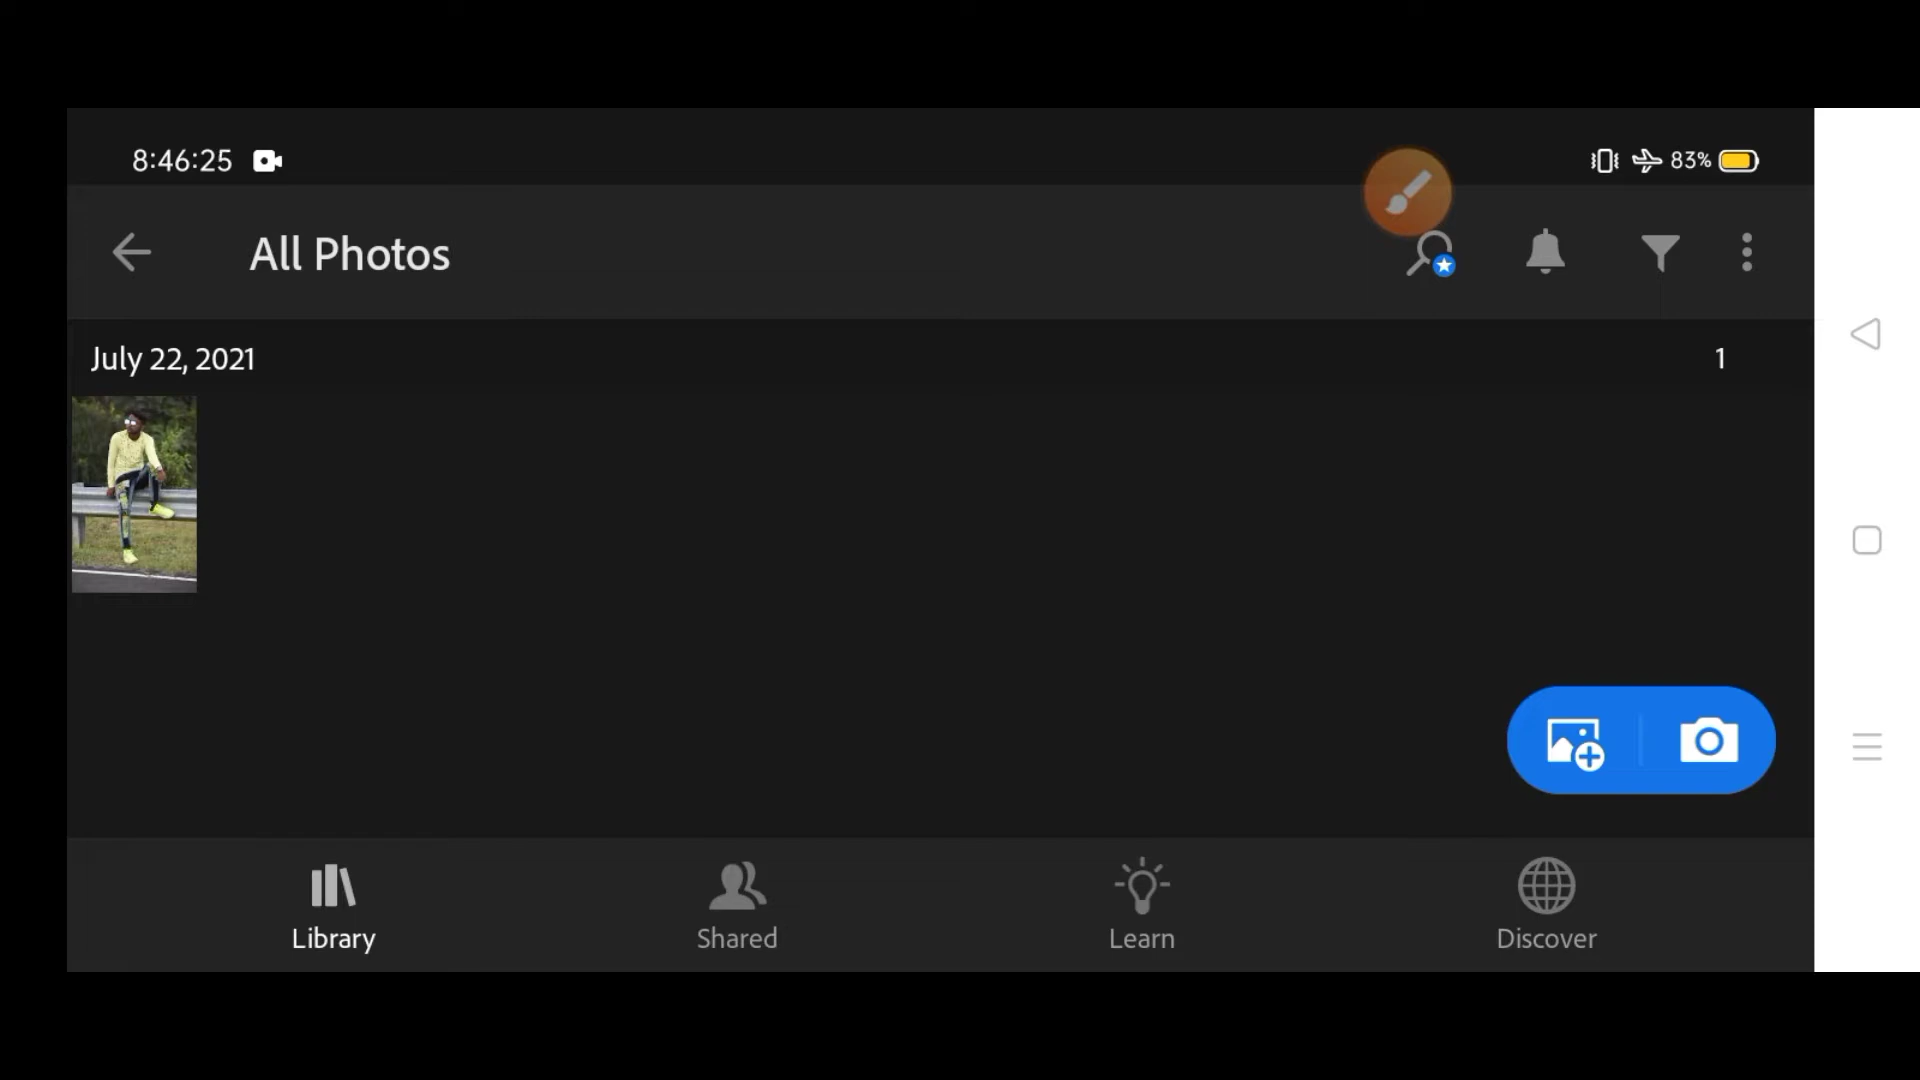 8:46:25
83%
All Photos
July 22, 2021
1
Library
Shared
Learn
Discover